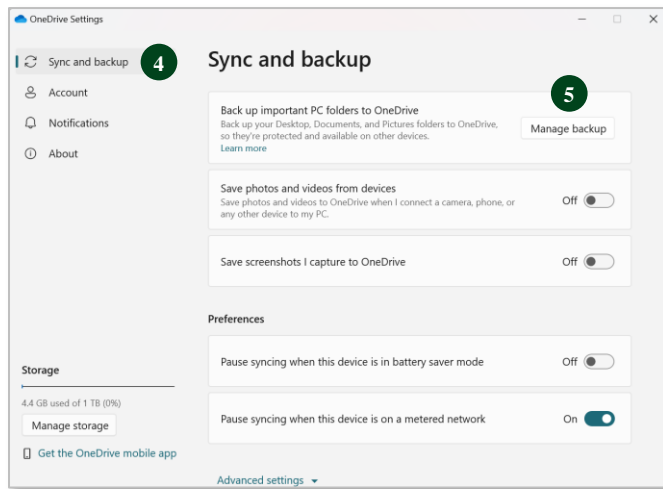 OneDrive Settings
Sync and backup
4
Account
Notifications
About
Storage
4.4 GB used of 1 TB (0%)
Manage storage
Get the OneDrive mobile app
Sync and backup
5
Back up important PC folders to OneDrive
Back up your Desktop, Documents, and Pictures folders to OneDrive,
so they're protected and available on other devices.
Learn more
Manage backup
Save photos and videos from devices
Save photos and videos to OneDrive when I connect a camera, phone, or
any other device to my PC.
Off
Save screenshots I capture to OneDrive
Off
Preferences
Pause syncing when this device is in battery saver mode
Off
Pause syncing when this device is on a metered network
On
Advanced settings